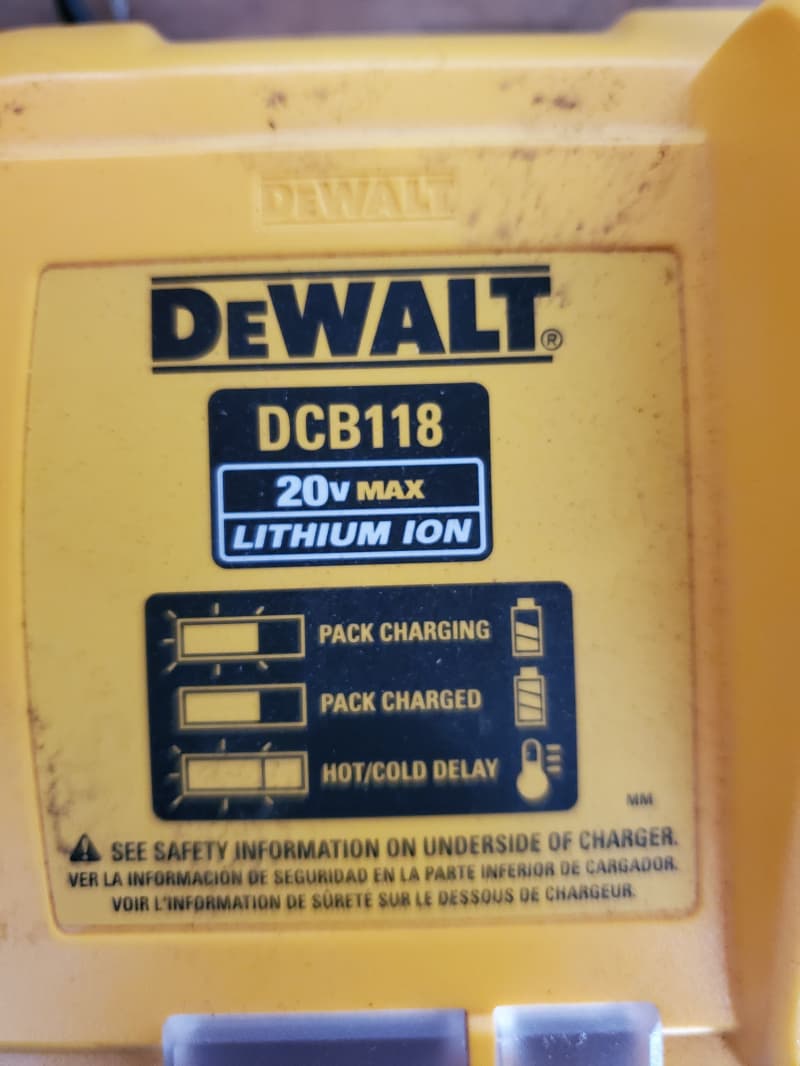 DEWALT
DEWALT®
DCB118
20V MAX
LITHIUM ION
PACK CHARGING
PACK CHARGED
HOT/COLD DELAY
MM
SEE SAFETY INFORMATION ON UNDERSIDE OF CHARGER.
VER LA INFORMACIÓN DE SEGURIDAD EN LA PARTE INFERIOR DE CARGADOR.
VOIR L'INFORMATION DE SÛRETÉ SUR LE DESSOUS DE CHARGEUR.